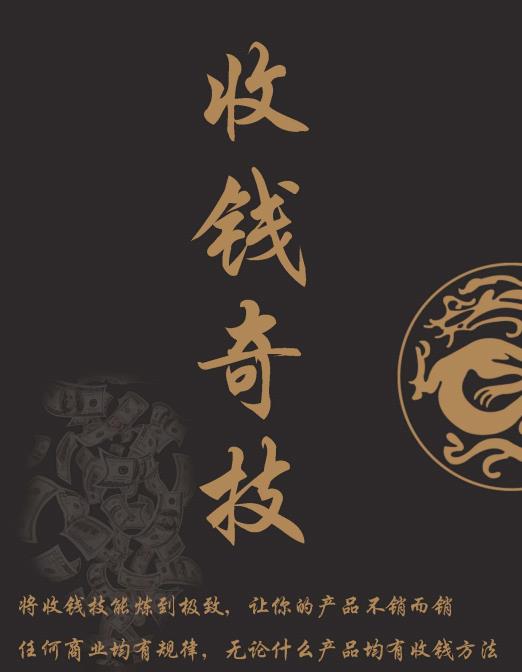 收钱奇技
将收钱技能炼到极致，让你的产品不销而销
任何商业均有规律，无论什么产品均有收钱方法